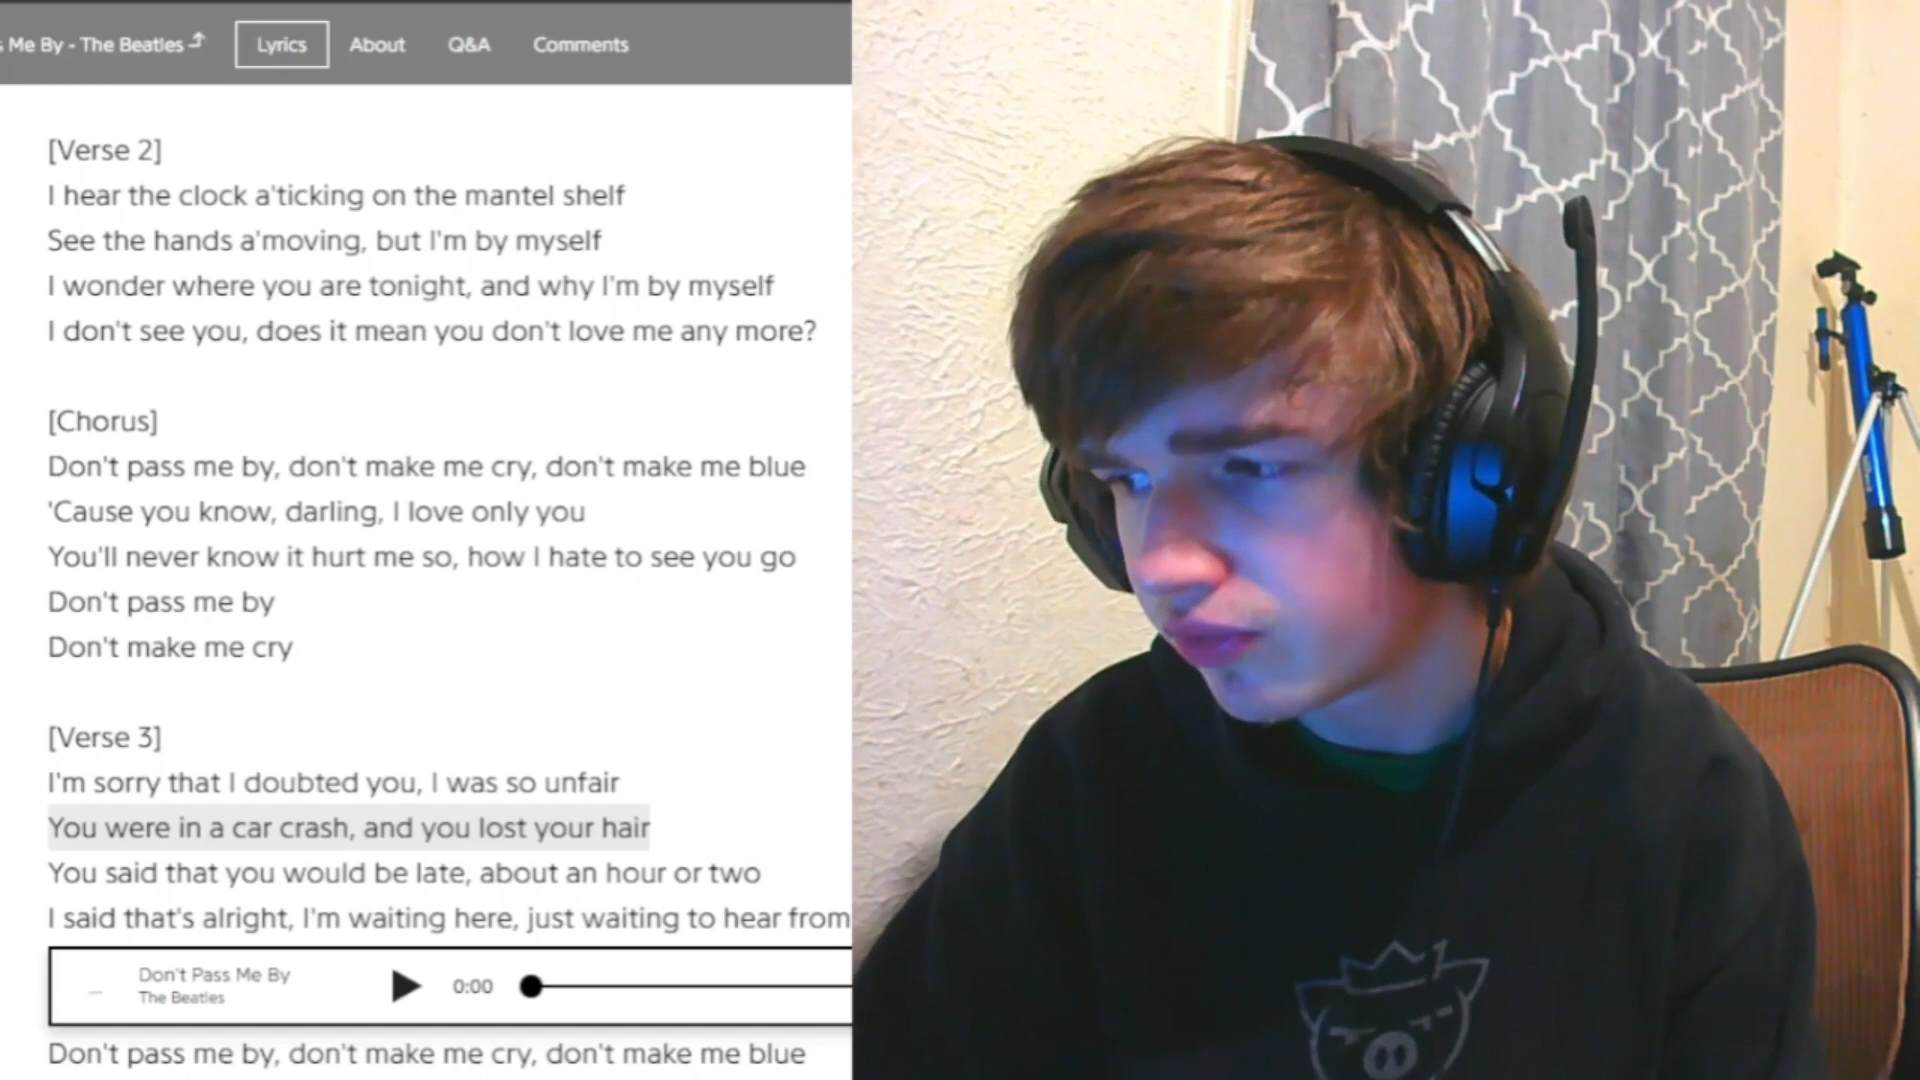 Me By - The Beatles
Lyrics
About
Q&A
Comments
[Verse 2]
I hear the clock a'ticking on the mantel shelf
See the hands a'moving, but I'm by myself
I wonder where you are tonight, and why I'm by myself
I don't see you, does it mean you don't love me any more?
[Chorus]
Don't pass me by, don't make me cry, don't make me blue
'Cause you know, darling, I love only you
You'll never know it hurt me so, how I hate to see you go
Don't pass me by
Don't make me cry
[Verse 3]
I'm sorry that I doubted you, I was so unfair
You were in a car crash, and you lost your hair
You said that you would be late, about an hour or two
I said that's alright, I'm waiting here, just waiting to hear from
Don't Pass Me By
The Beatles
0:00
Don't pass me by, don't make me cry, don't make me blue